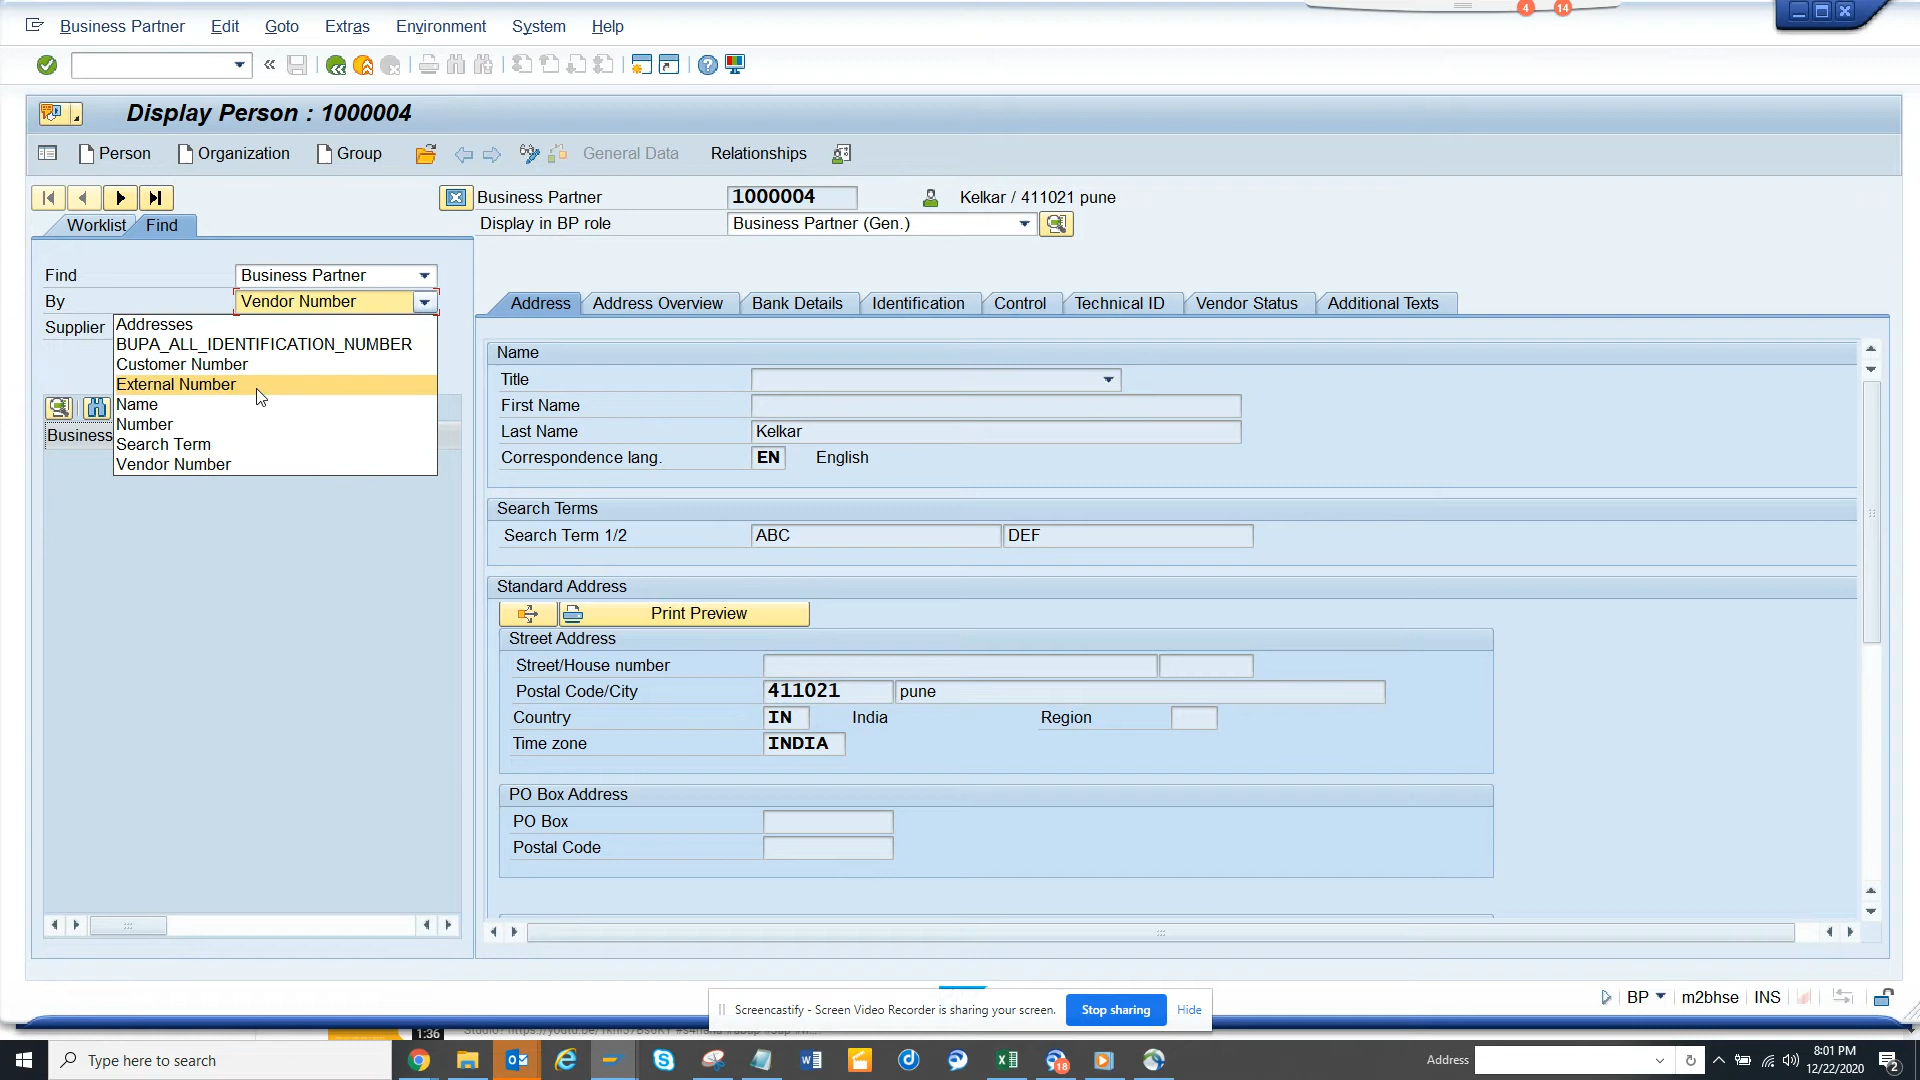 4 14
Business Partner Edit Goto Extras Environment System Help
Display Person : 1000004
Person Organization Group General Data Relationships
Business Partner 1000004 Kelkar / 411021 pune
Worklist Find
Display in BP role Business Partner (Gen.)
Find Business Partner
By Vendor Number
Supplier
Addresses
BUPA_ALL_IDENTIFICATION_NUMBER
Customer Number
External Number
Name
Number
Search Term
Vendor Number
Business
Address Address Overview Bank Details Identification Control Technical ID Vendor Status Additional Texts
Name
Title
First Name
Last Name Kelkar
Correspondence lang. EN English
Search Terms
Search Term 1/2 ABC DEF
Standard Address
Print Preview
Street Address
Street/House number
Postal Code/City 411021 pune
Country IN India Region
Time zone INDIA
PO Box Address
PO Box
Postal Code
BP m2bhse INS
Screencastify - Screen Video Recorder is sharing your screen. Stop sharing Hide
1:36
Type here to search
18
Address
8:01 PM
12/22/2020
2